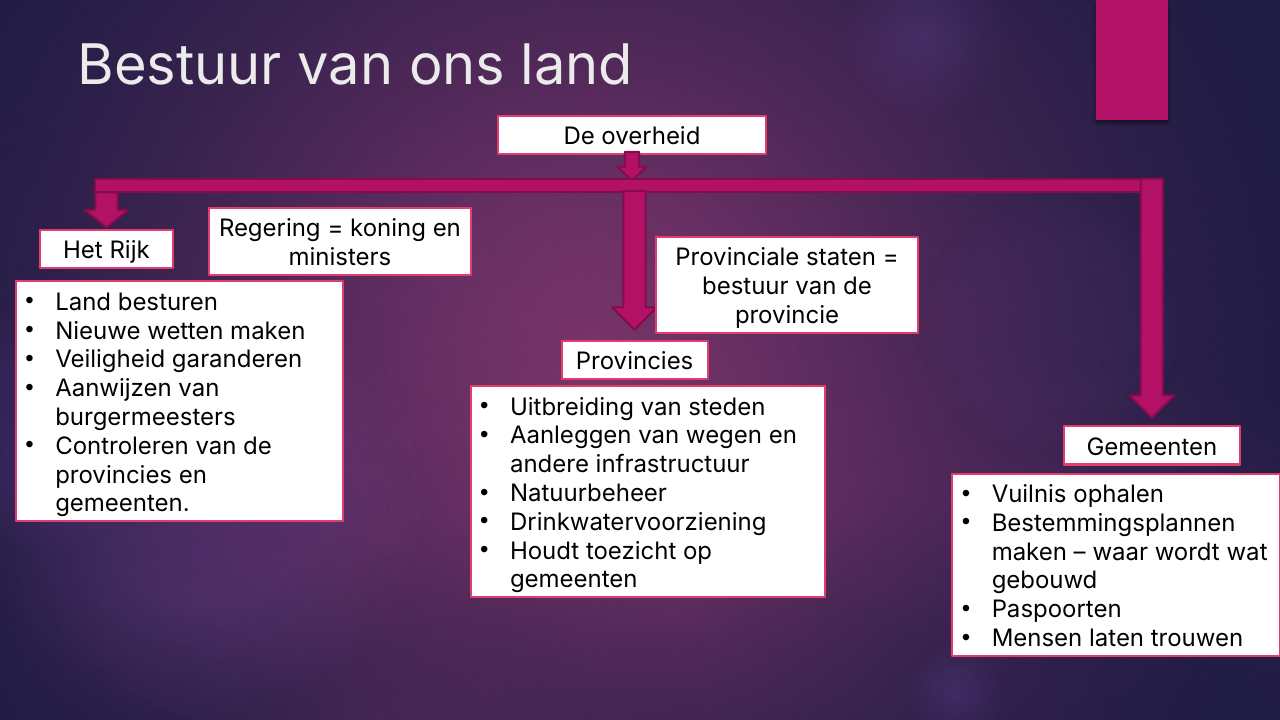 Bestuur van ons land
De overheid
Het Rijk
Regering = koning en
ministers
• Land besturen
• Nieuwe wetten maken
• Veiligheid garanderen
• Aanwijzen van
burgermeesters
• Controleren van de
provincies en
gemeenten.
Provinciale staten =
bestuur van de
provincie
Provincies
• Uitbreiding van steden
• Aanleggen van wegen en
andere infrastructuur
• Natuurbeheer
• Drinkwatervoorziening
• Houdt toezicht op
gemeenten
Gemeenten
• Vuilnis ophalen
• Bestemmingsplannen
maken – waar wordt wat
gebouwd
• Paspoorten
• Mensen laten trouwen